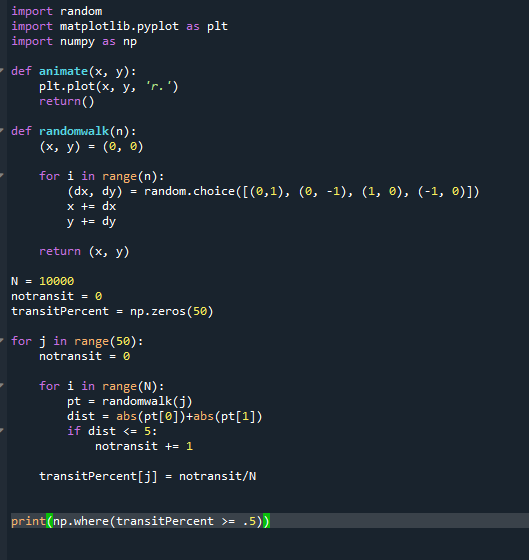 import random
import matplotlib.pyplot as plt
import numpy as np

def animate(x, y):
    plt.plot(x, y, 'r.')
    return()

def randomwalk(n):
    (x, y) = (0, 0)

    for i in range(n):
        (dx, dy) = random.choice([(0,1), (0, -1), (1, 0), (-1, 0)])
        x += dx
        y += dy

    return (x, y)

N = 10000
notransit = 0
transitPercent = np.zeros(50)

for j in range(50):
    notransit = 0

    for i in range(N):
        pt = randomwalk(j)
        dist = abs(pt[0])+abs(pt[1])
        if dist <= 5:
            notransit += 1

    transitPercent[j] = notransit/N


print(np.where(transitPercent >= .5))